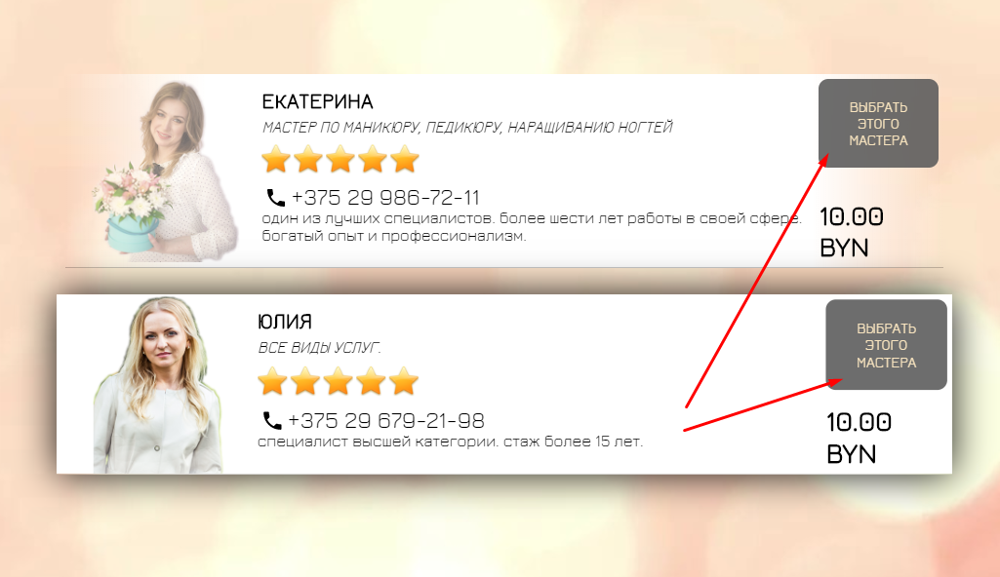 ЕКАТЕРИНА
МАСТЕР ПО МАНИКЮРУ, ПЕДИКЮРУ, НАРАЩИВАНИЮ НОГТЕЙ
+375 29 986-72-11
один из лучших специалистов. более шести лет работы в своей сфере.
богатый опыт и профессионализм.
ВЫБРАТЬ
ЭТОГО
МАСТЕРА
10.00
BYN
ЮЛИЯ
ВСЕ ВИДЫ УСЛУГ.
+375 29 679-21-98
специалист высшей категории. стаж более 15 лет.
ВЫБРАТЬ
ЭТОГО
МАСТЕРА
10.00
BYN